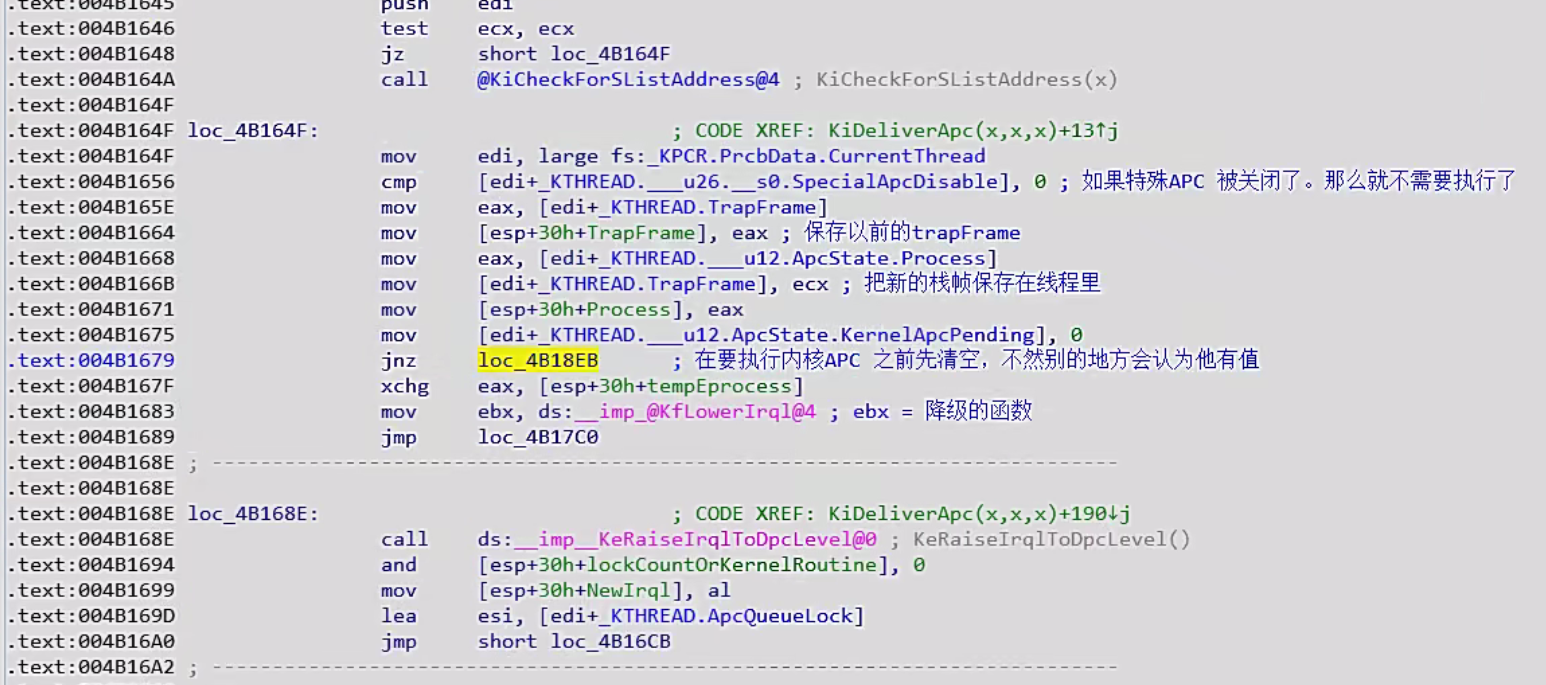 .text:004B1645 push edi
.text:004B1646 test ecx, ecx
.text:004B1648 jz short loc_4B164F
.text:004B164A call @KiCheckForSListAddress@4 ; KiCheckForSListAddress(x)
.text:004B164F
.text:004B164F loc_4B164F: ; CODE XREF: KiDeliverApc(x,x,x)+13↑j
.text:004B164F mov edi, large fs:_KPCR.PrcbData.CurrentThread
.text:004B1656 cmp [edi+_KTHREAD.___u26.__s0.SpecialApcDisable], 0 ; 如果特殊APC 被关闭了。那么就不需要执行了
.text:004B165E mov eax, [edi+_KTHREAD.TrapFrame]
.text:004B1664 mov [esp+30h+TrapFrame], eax ; 保存以前的trapFrame
.text:004B1668 mov eax, [edi+_KTHREAD.___u12.ApcState.Process]
.text:004B166B mov [edi+_KTHREAD.TrapFrame], ecx ; 把新的栈帧保存在线程里
.text:004B1671 mov [esp+30h+Process], eax
.text:004B1675 mov [edi+_KTHREAD.___u12.ApcState.KernelApcPending], 0
.text:004B1679 jnz loc_4B18EB ; 在要执行内核APC 之前先清空，不然别的地方会认为他有值
.text:004B167F xchg eax, [esp+30h+tempEprocess]
.text:004B1683 mov ebx, ds:__imp_@KfLowerIrql@4 ; ebx = 降级的函数
.text:004B1689 jmp loc_4B17C0
.text:004B168E ; ---------------------------------------------------------------------------
.text:004B168E
.text:004B168E loc_4B168E: ; CODE XREF: KiDeliverApc(x,x,x)+190↓j
.text:004B168E call ds:__imp__KeRaiseIrqlToDpcLevel@0 ; KeRaiseIrqlToDpcLevel()
.text:004B1694 and [esp+30h+lockCountOrKernelRoutine], 0
.text:004B1699 mov [esp+30h+NewIrql], al
.text:004B169D lea esi, [edi+_KTHREAD.ApcQueueLock]
.text:004B16A0 jmp short loc_4B16CB
.text:004B16A2 ; ---------------------------------------------------------------------------